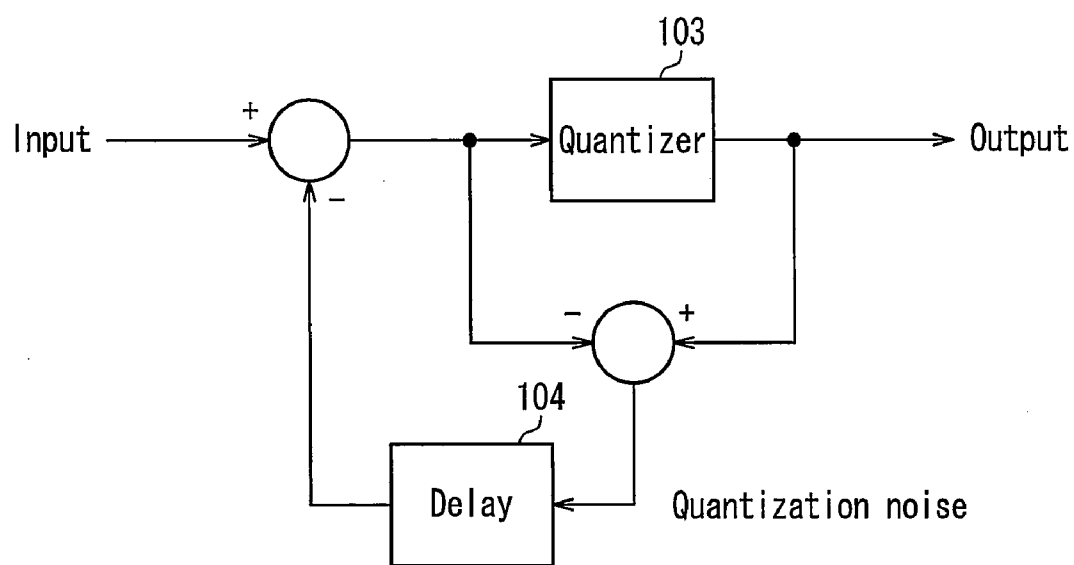 103
+
Input
Quantizer
Output
-
-
+
104
Delay
Quantization noise